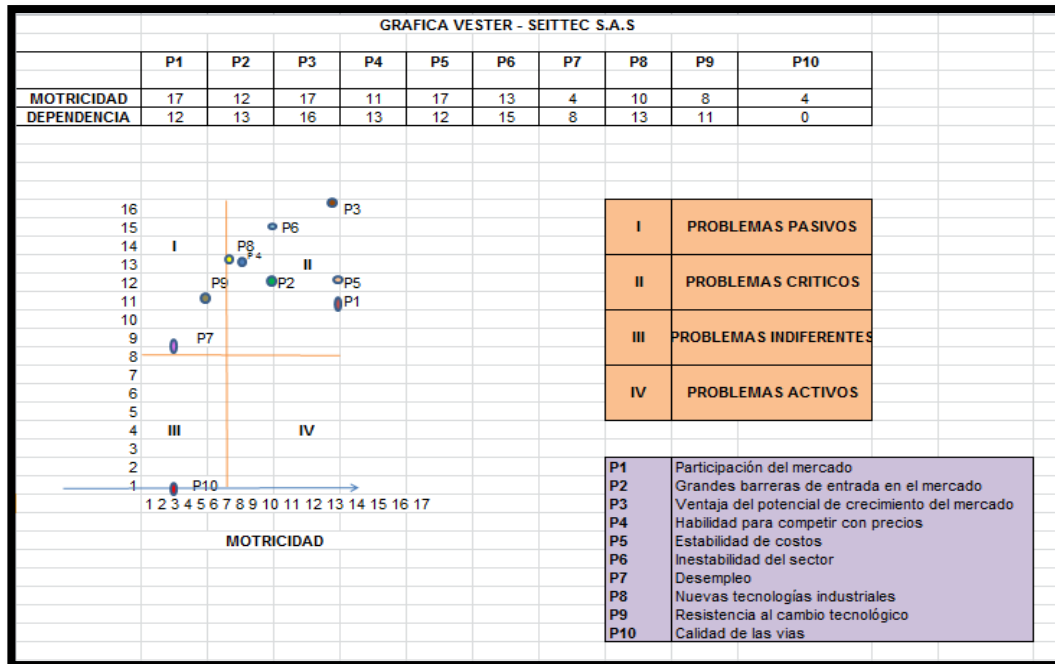 GRAFICA VESTER - SEITTEC S.A.S
P1 P2 P3 P4 P5 P6 P7 P8 P9 P10
MOTRICIDAD 17 12 17 11 17 13 4 10 8 4
DEPENDENCIA 12 13 16 13 12 15 8 13 11 0
16 P3
15 P6
14 I P8
P4
13 II
12 P9 P2 P5
11 P1
10
9 P7
8
7
6
5
4 III IV
3
2
1 P10
1 2 3 4 5 6 7 8 9 10 11 12 13 14 15 16 17
MOTRICIDAD
I PROBLEMAS PASIVOS
II PROBLEMAS CRITICOS
III PROBLEMAS INDIFERENTES
IV PROBLEMAS ACTIVOS
P1 Participación del mercado
P2 Grandes barreras de entrada en el mercado
P3 Ventaja del potencial de crecimiento del mercado
P4 Habilidad para competir con precios
P5 Estabilidad de costos
P6 Inestabilidad del sector
P7 Desempleo
P8 Nuevas tecnologías industriales
P9 Resistencia al cambio tecnológico
P10 Calidad de las vias